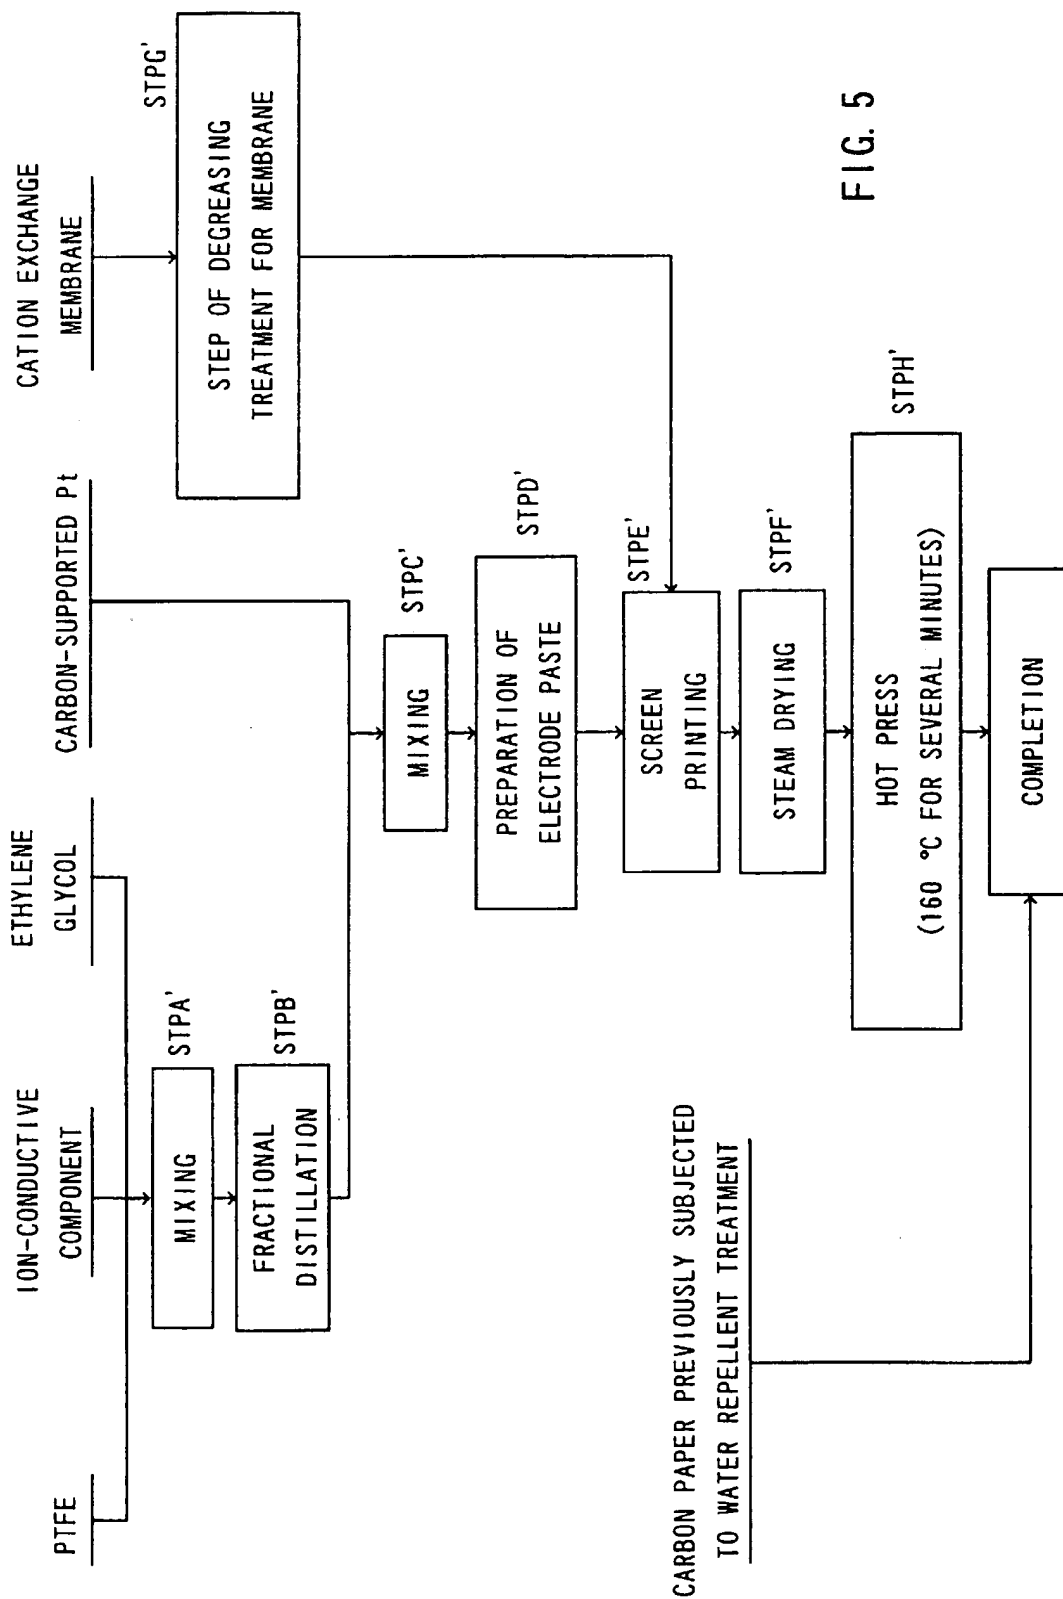 PTFE
ION-CONDUCTIVE
COMPONENT
ETHYLENE
GLYCOL
CARBON-SUPPORTED Pt
CATION EXCHANGE
MEMBRANE
STPA'
MIXING
STPB'
FRACTIONAL
DISTILLATION
STPG'
STEP OF DEGREASING
TREATMENT FOR MEMBRANE
STPC'
MIXING
STPD'
PREPARATION OF
ELECTRODE PASTE
STPE'
SCREEN
PRINTING
STPF'
STEAM DRYING
STPH'
HOT PRESS
(160 °C FOR SEVERAL MINUTES)
CARBON PAPER PREVIOUSLY SUBJECTED
TO WATER REPELLENT TREATMENT
COMPLETION
FIG. 5